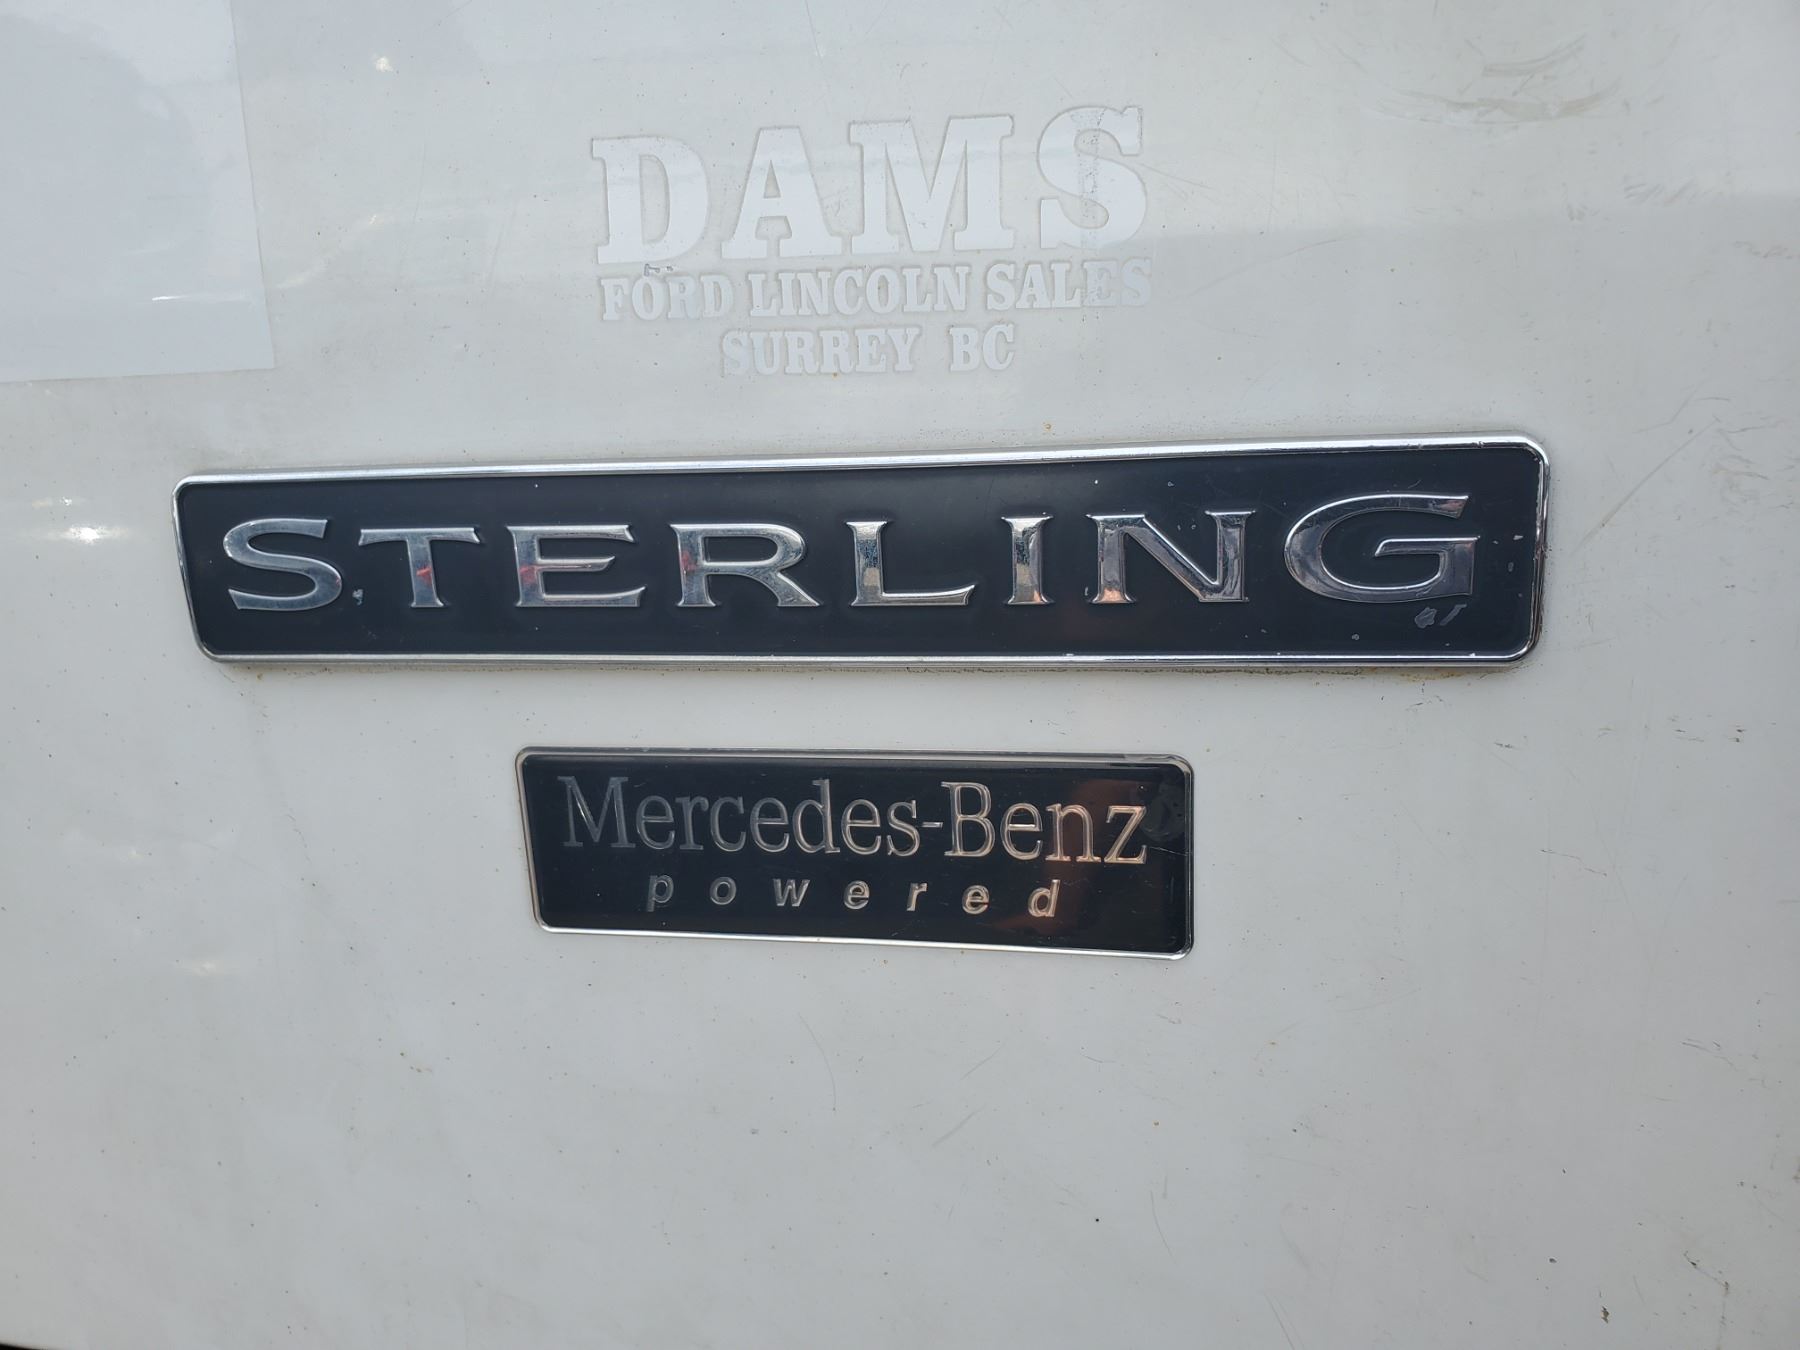 DAMS
FORD LINCOLN SALES
SURREY BC
STERLING
Mercedes-Benz
powered